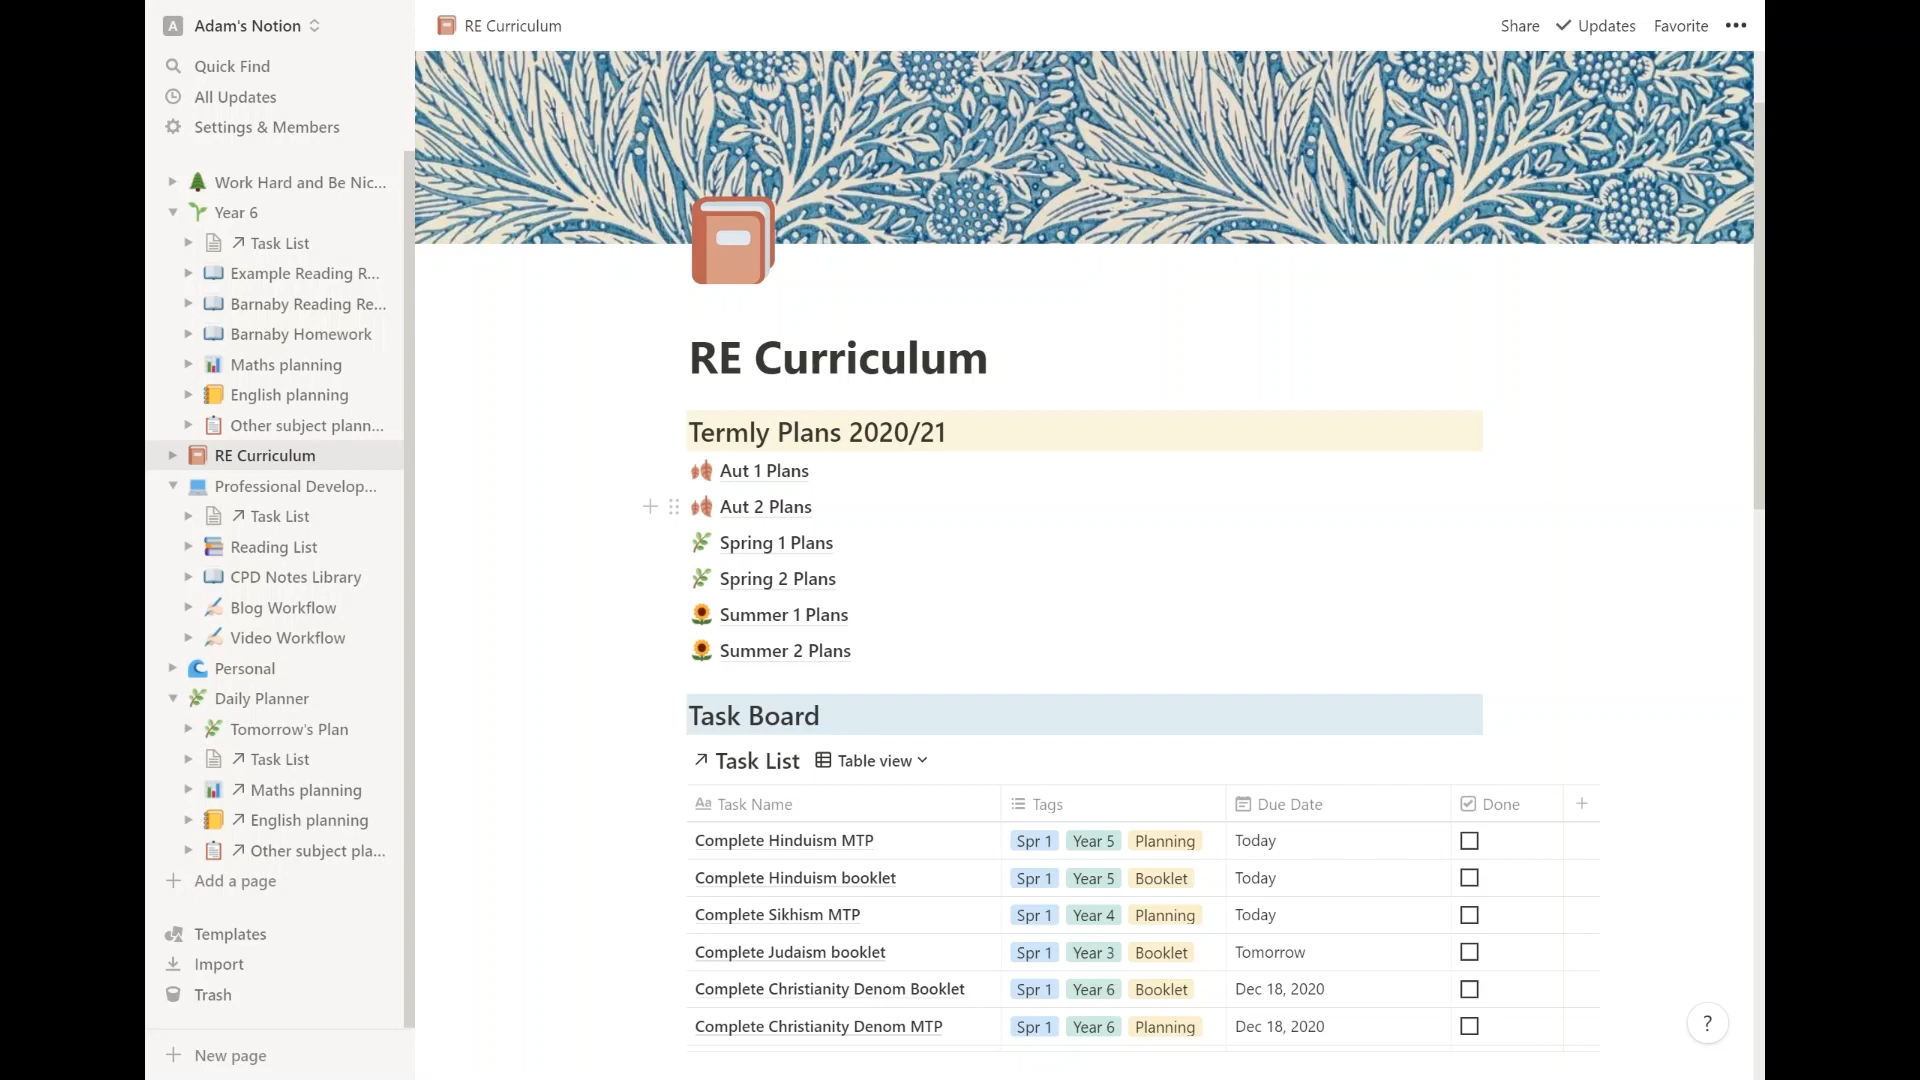 A Adam's Notion
Quick Find
All Updates
Settings & Members
Work Hard and Be Nic...
Year 6
Task List
Example Reading R...
Barnaby Reading Re...
Barnaby Homework
Maths planning
English planning
Other subject plann...
RE Curriculum
Professional Develop...
Task List
Reading List
CPD Notes Library
Blog Workflow
Video Workflow
Personal
Daily Planner
Tomorrow's Plan
Task List
Maths planning
English planning
Other subject pla...
Add a page
Templates
Import
Trash
New page
RE Curriculum Share Updates Favorite
RE Curriculum
Termly Plans 2020/21
Aut 1 Plans
Aut 2 Plans
Spring 1 Plans
Spring 2 Plans
Summer 1 Plans
Summer 2 Plans
Task Board
Task List Table view
Aa Task Name Tags Due Date Done
Complete Hinduism MTP Spr 1 Year 5 Planning Today
Complete Hinduism booklet Spr 1 Year 5 Booklet Today
Complete Sikhism MTP Spr 1 Year 4 Planning Today
Complete Judaism booklet Spr 1 Year 3 Booklet Tomorrow
Complete Christianity Denom Booklet Spr 1 Year 6 Booklet Dec 18, 2020
Complete Christianity Denom MTP Spr 1 Year 6 Planning Dec 18, 2020
?